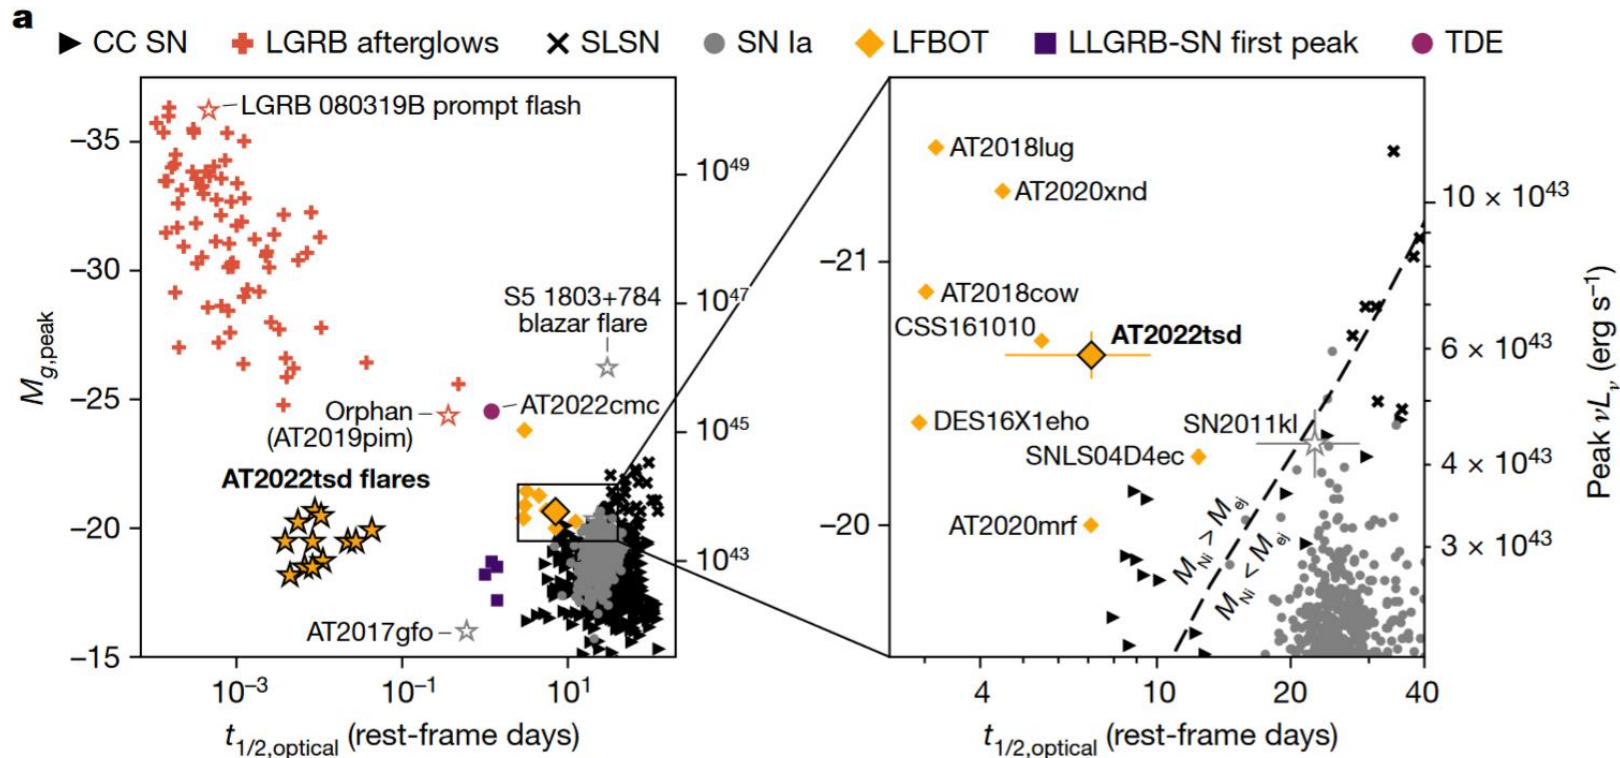 a
CC SN LGRB afterglows SLSN SN Ia LFBOT LLGRB-SN first peak TDE
LGRB 080319B prompt flash
S5 1803+784
blazar flare
Orphan
(AT2019pim)
AT2022cmc
AT2022tsd flares
AT2017gfo
M_g,peak
−35
−30
−25
−20
−15
10^49
10^47
10^45
10^43
10^−3 10^−1 10^1
t_1/2,optical (rest-frame days)
AT2018lug
AT2020xnd
AT2018cow
CSS161010
AT2022tsd
DES16X1eho
SN2011kl
SNLS04D4ec
AT2020mrf
M_Ni > M_ej
M_Ni < M_ej
−21
−20
10 × 10^43
6 × 10^43
4 × 10^43
3 × 10^43
Peak νL_ν (erg s^−1)
4 10 20 40
t_1/2,optical (rest-frame days)